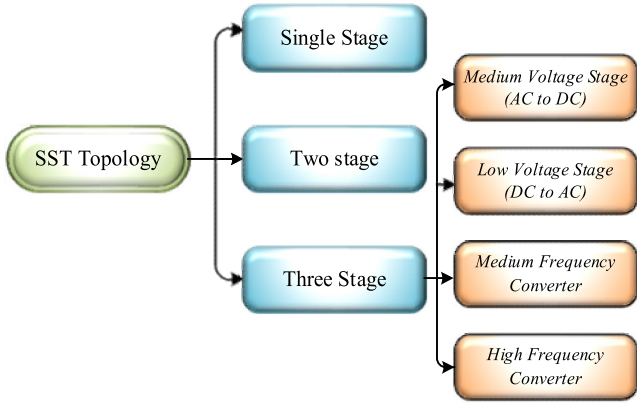 SST Topology
Single Stage
Two stage
Three Stage
Medium Voltage Stage
(AC to DC)
Low Voltage Stage
(DC to AC)
Medium Frequency
Converter
High Frequency
Converter